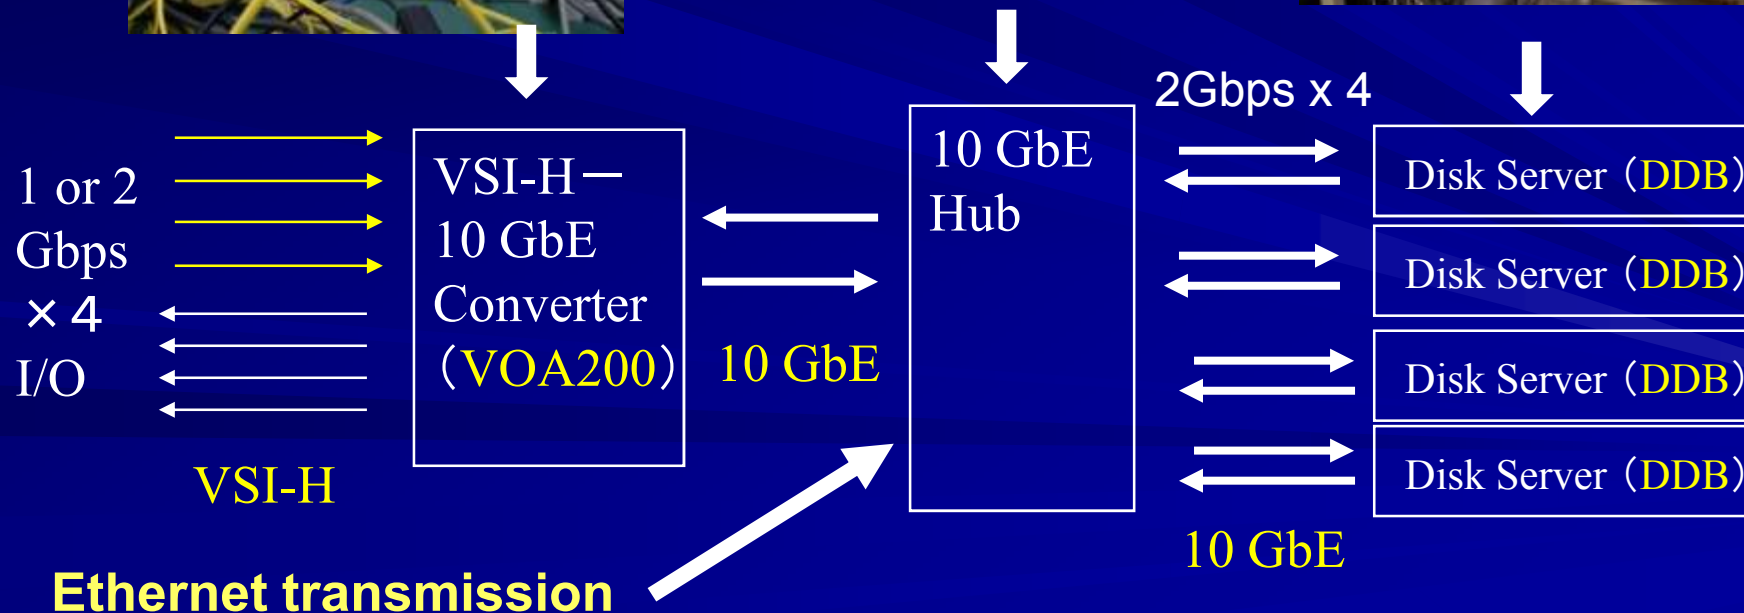 2Gbps x 4
1 or 2
Gbps
×4
I/O
VSI-H
VSI-H－
10 GbE
Converter
（VOA200）
10 GbE
10 GbE
Hub
Disk Server（DDB）
Disk Server（DDB）
Disk Server（DDB）
Disk Server（DDB）
10 GbE
Ethernet transmission